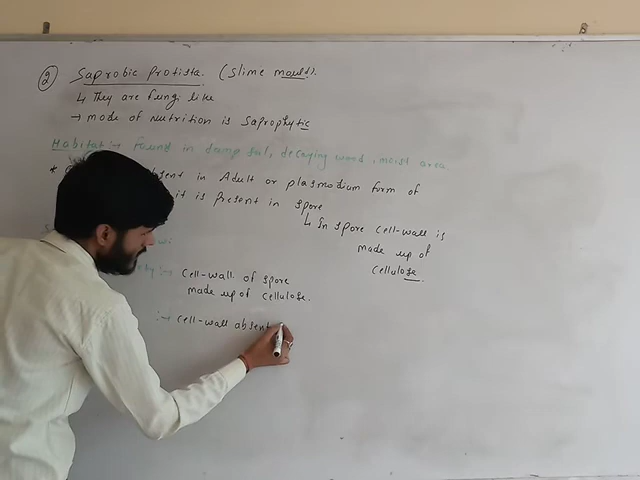 ② Saprobic Protista. (Slime mould).
↳ They are fungi like
→ mode of Nutrition is Saprophytic
Habitat :→ Found in damp soil, decaying wood, moist area
* absent in Adult or plasmodium form of
it is Present in spore
↳ In spore cell-wall is
made up of
cellulose.
cell-wall of spore
made up of cellulose.
:→ cell-wall absent